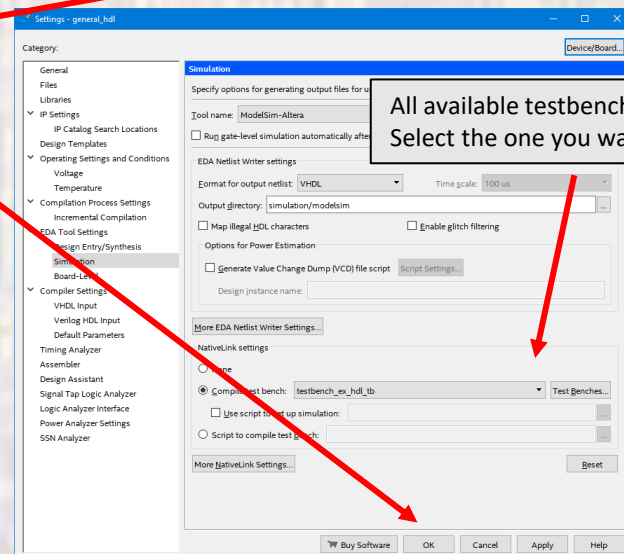 Settings - general_hdl
Category:
Device/Board...
General
Files
Libraries
IP Settings
IP Catalog Search Locations
Design Templates
Operating Settings and Conditions
Voltage
Temperature
Compilation Process Settings
Incremental Compilation
EDA Tool Settings
Design Entry/Synthesis
Simulation
Board-Level
Compiler Settings
VHDL Input
Verilog HDL Input
Default Parameters
Timing Analyzer
Assembler
Design Assistant
Signal Tap Logic Analyzer
Logic Analyzer Interface
Power Analyzer Settings
SSN Analyzer
Simulation
Specify options for generating output files for u
All available testbench
Select the one you wa
Tool name: ModelSim-Altera
Run gate-level simulation automatically after
EDA Netlist Writer settings
Format for output netlist: VHDL Time scale: 100 us
Output directory: simulation/modelsim ...
Map illegal HDL characters Enable glitch filtering
Options for Power Estimation
Generate Value Change Dump (VCD) file script Script Settings...
Design instance name:
More EDA Netlist Writer Settings...
NativeLink settings
None
Compile test bench: testbench_ex_hdl_tb Test Benches...
Use script to set up simulation: ...
Script to compile test bench: ...
More NativeLink Settings... Reset
Buy Software OK Cancel Apply Help